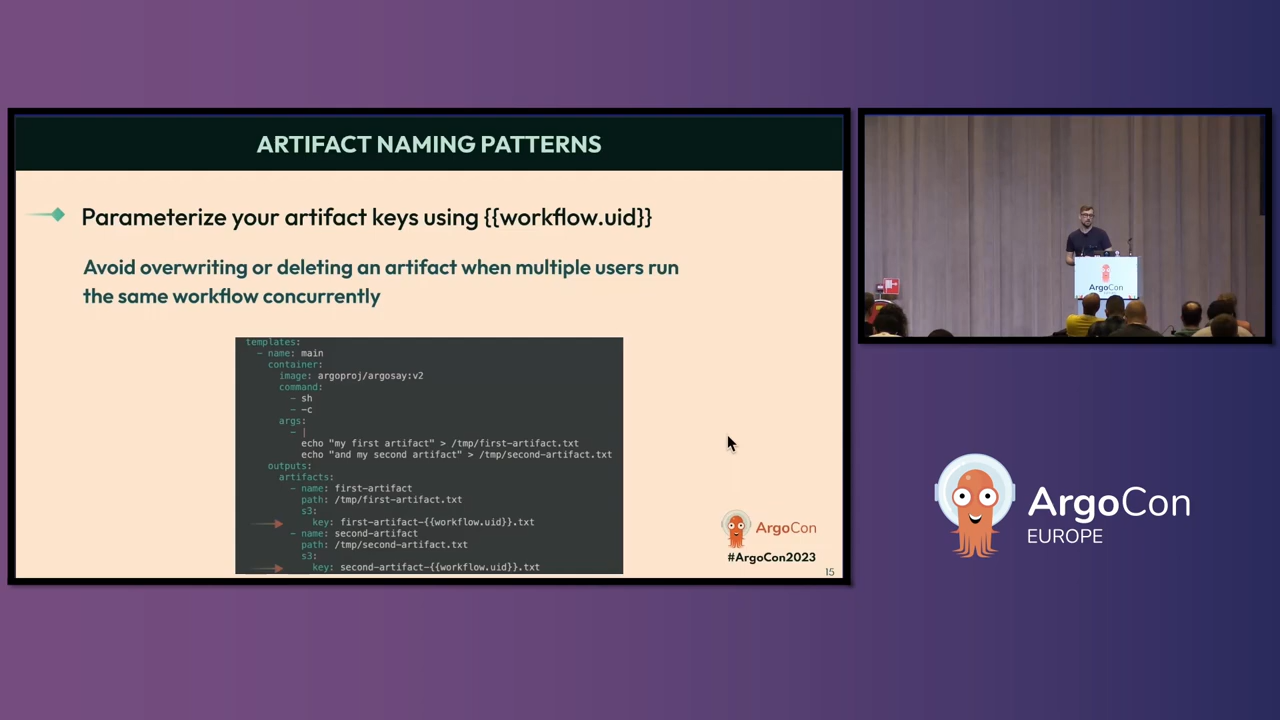 ARTIFACT NAMING PATTERNS
Parameterize your artifact keys using {{workflow.uid}}
Avoid overwriting or deleting an artifact when multiple users run
the same workflow concurrently
templates:
- name: main
container:
image: argoproj/argosay:v2
command:
- sh
- -c
args:
- |
echo "my first artifact" > /tmp/first-artifact.txt
echo "and my second artifact" > /tmp/second-artifact.txt
outputs:
artifacts:
- name: first-artifact
path: /tmp/first-artifact.txt
s3:
key: first-artifact-{{workflow.uid}}.txt
- name: second-artifact
path: /tmp/second-artifact.txt
s3:
key: second-artifact-{{workflow.uid}}.txt
ArgoCon
#ArgoCon2023
15
ArgoCon
ArgoCon
EUROPE